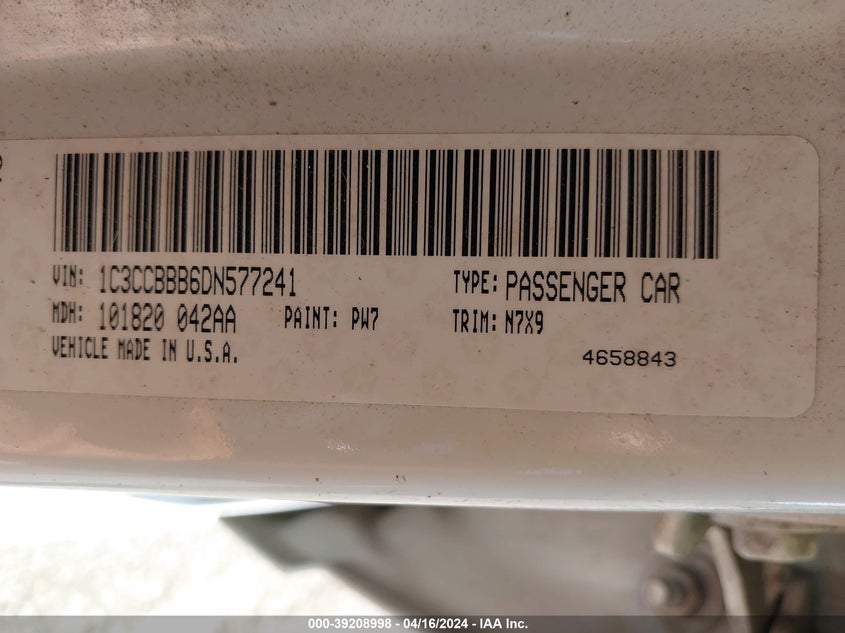 VIN: 1C3CCBBB6DN577241 TYPE: PASSENGER CAR
MDH: 101820 042AA PAINT: PW7 TRIM: N7X9
VEHICLE MADE IN U.S.A. 4658843
000-39208998 - 04/16/2024 - IAA Inc.